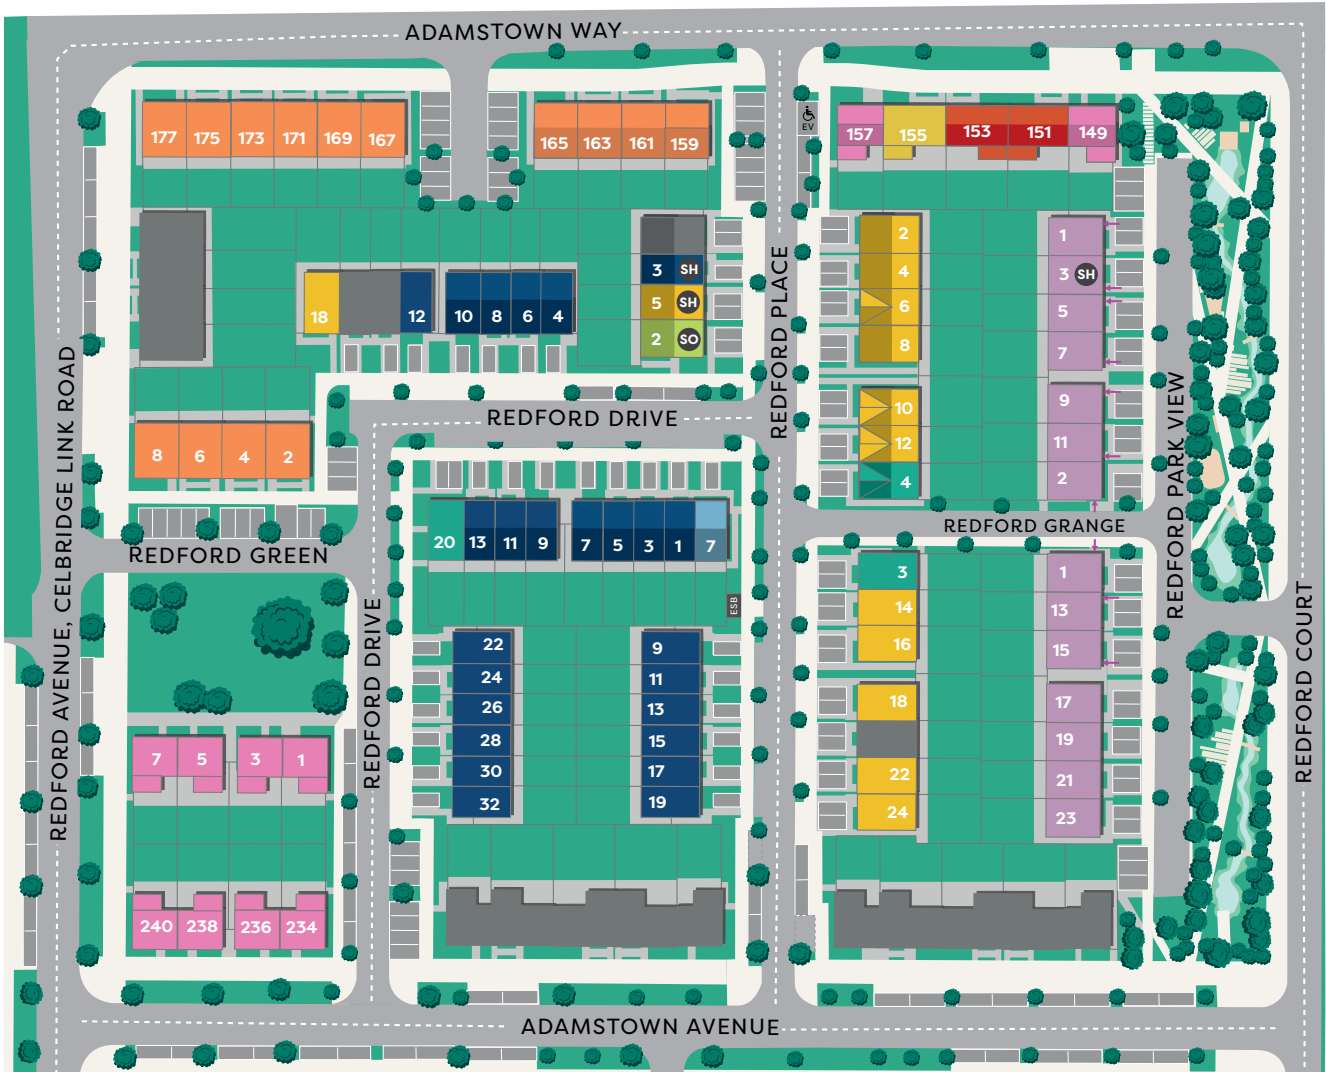 ADAMSTOWN WAY
177 175 173 171 169 167
165 163 161 159
EV
157 155 153 151 149
3 SH
5 SH
2 SO
18 12
10 8 6 4
2
4
6
8
10
12
4
1
3 SH
5
7
9
11
2
REDFORD PLACE
REDFORD PARK VIEW
REDFORD AVENUE, CELBRIDGE LINK ROAD
REDFORD DRIVE
8 6 4 2
REDFORD GREEN
20 13 11 9
7 5 3 1 7
ESB
REDFORD GRANGE
REDFORD DRIVE
REDFORD COURT
22
24
26
28
30
32
9
11
13
15
17
19
3
14
16
18
22
24
1
13
15
17
19
21
23
7 5 3 1
240 238 236 234
ADAMSTOWN AVENUE